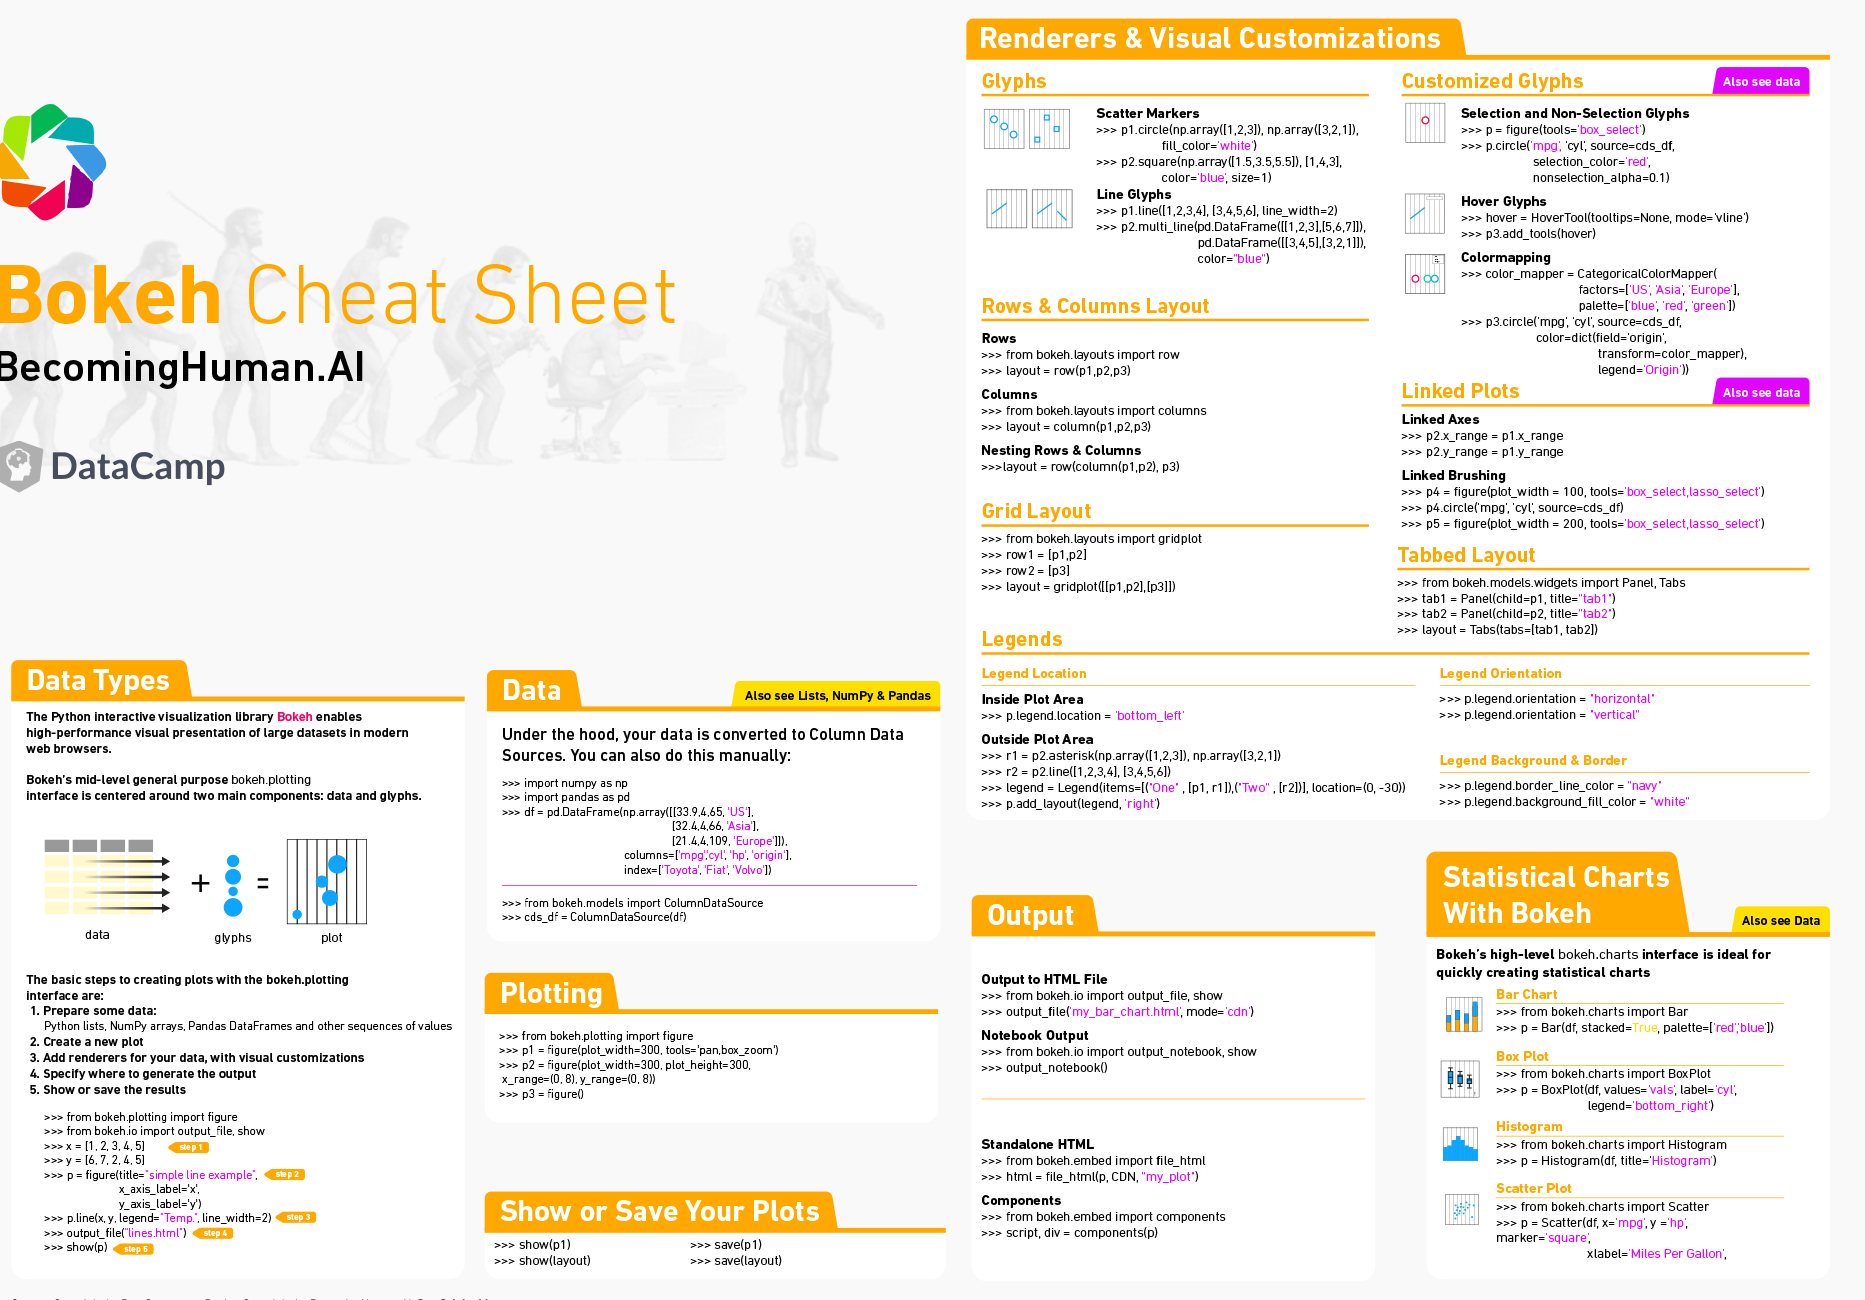 Bokeh Cheat Sheet
BecomingHuman.AI
DataCamp
Data Types
The Python interactive visualization library Bokeh enables
high-performance visual presentation of large datasets in modern
web browsers.
Bokeh's mid-level general purpose bokeh.plotting
interface is centered around two main components: data and glyphs.
+ =
data glyphs plot
The basic steps to creating plots with the bokeh.plotting
interface are:
1. Prepare some data:
Python lists, NumPy arrays, Pandas DataFrames and other sequences of values
2. Create a new plot
3. Add renderers for your data, with visual customizations
4. Specify where to generate the output
5. Show or save the results
>>> from bokeh.plotting import figure
>>> from bokeh.io import output_file, show
>>> x = [1, 2, 3, 4, 5] step 1
>>> y = [6, 7, 2, 4, 5]
>>> p = figure(title="simple line example", step 2
x_axis_label='x',
y_axis_label='y')
>>> p.line(x, y, legend="Temp.", line_width=2) step 3
>>> output_file("lines.html") step 4
>>> show(p) step 5
Data
Also see Lists, NumPy & Pandas
Under the hood, your data is converted to Column Data
Sources. You can also do this manually:
>>> import numpy as np
>>> import pandas as pd
>>> df = pd.DataFrame(np.array([[33.9,4,65, 'US'],
[32.4,4,66, 'Asia'],
[21.4,4,109, 'Europe']]),
columns=['mpg','cyl', 'hp', 'origin'],
index=['Toyota', 'Fiat', 'Volvo'])
>>> from bokeh.models import ColumnDataSource
>>> cds_df = ColumnDataSource(df)
Plotting
>>> from bokeh.plotting import figure
>>> p1 = figure(plot_width=300, tools='pan,box_zoom')
>>> p2 = figure(plot_width=300, plot_height=300,
x_range=(0, 8), y_range=(0, 8))
>>> p3 = figure()
Show or Save Your Plots
>>> show(p1) >>> save(p1)
>>> show(layout) >>> save(layout)
Renderers & Visual Customizations
Glyphs
Scatter Markers
>>> p1.circle(np.array([1,2,3]), np.array([3,2,1]),
fill_color='white')
>>> p2.square(np.array([1.5,3.5,5.5]), [1,4,3],
color='blue', size=1)
Line Glyphs
>>> p1.line([1,2,3,4], [3,4,5,6], line_width=2)
>>> p2.multi_line(pd.DataFrame([[1,2,3],[5,6,7]]),
pd.DataFrame([[3,4,5],[3,2,1]]),
color="blue")
Rows & Columns Layout
Rows
>>> from bokeh.layouts import row
>>> layout = row(p1,p2,p3)
Columns
>>> from bokeh.layouts import columns
>>> layout = column(p1,p2,p3)
Nesting Rows & Columns
>>>layout = row(column(p1,p2), p3)
Grid Layout
>>> from bokeh.layouts import gridplot
>>> row1 = [p1,p2]
>>> row2 = [p3]
>>> layout = gridplot([[p1,p2],[p3]])
Customized Glyphs
Also see data
Selection and Non-Selection Glyphs
>>> p = figure(tools='box_select')
>>> p.circle('mpg', 'cyl', source=cds_df,
selection_color='red',
nonselection_alpha=0.1)
Hover Glyphs
>>> hover = HoverTool(tooltips=None, mode='vline')
>>> p3.add_tools(hover)
Colormapping
>>> color_mapper = CategoricalColorMapper(
factors=['US', 'Asia', 'Europe'],
palette=['blue', 'red', 'green'])
>>> p3.circle('mpg', 'cyl', source=cds_df,
color=dict(field='origin',
transform=color_mapper),
legend='Origin'))
Linked Plots
Also see data
Linked Axes
>>> p2.x_range = p1.x_range
>>> p2.y_range = p1.y_range
Linked Brushing
>>> p4 = figure(plot_width = 100, tools='box_select,lasso_select')
>>> p4.circle('mpg', 'cyl', source=cds_df)
>>> p5 = figure(plot_width = 200, tools='box_select,lasso_select')
Tabbed Layout
>>> from bokeh.models.widgets import Panel, Tabs
>>> tab1 = Panel(child=p1, title="tab1")
>>> tab2 = Panel(child=p2, title="tab2")
>>> layout = Tabs(tabs=[tab1, tab2])
Legends
Legend Location
Inside Plot Area
>>> p.legend.location = 'bottom_left'
Outside Plot Area
>>> r1 = p2.asterisk(np.array([1,2,3]), np.array([3,2,1])
>>> r2 = p2.line([1,2,3,4], [3,4,5,6])
>>> legend = Legend(items=[("One" , [p1, r1]),("Two" , [r2])], location=(0, -30))
>>> p.add_layout(legend, 'right')
Legend Orientation
>>> p.legend.orientation = "horizontal"
>>> p.legend.orientation = "vertical"
Legend Background & Border
>>> p.legend.border_line_color = "navy"
>>> p.legend.background_fill_color = "white"
Output
Output to HTML File
>>> from bokeh.io import output_file, show
>>> output_file('my_bar_chart.html', mode='cdn')
Notebook Output
>>> from bokeh.io import output_notebook, show
>>> output_notebook()
Standalone HTML
>>> from bokeh.embed import file_html
>>> html = file_html(p, CDN, "my_plot")
Components
>>> from bokeh.embed import components
>>> script, div = components(p)
Statistical Charts
With Bokeh
Also see Data
Bokeh's high-level bokeh.charts interface is ideal for
quickly creating statistical charts
Bar Chart
>>> from bokeh.charts import Bar
>>> p = Bar(df, stacked=True, palette=['red','blue'])
Box Plot
>>> from bokeh.charts import BoxPlot
>>> p = BoxPlot(df, values='vals', label='cyl',
legend='bottom_right')
Histogram
>>> from bokeh.charts import Histogram
>>> p = Histogram(df, title='Histogram')
Scatter Plot
>>> from bokeh.charts import Scatter
>>> p = Scatter(df, x='mpg', y ='hp',
marker='square',
xlabel='Miles Per Gallon',